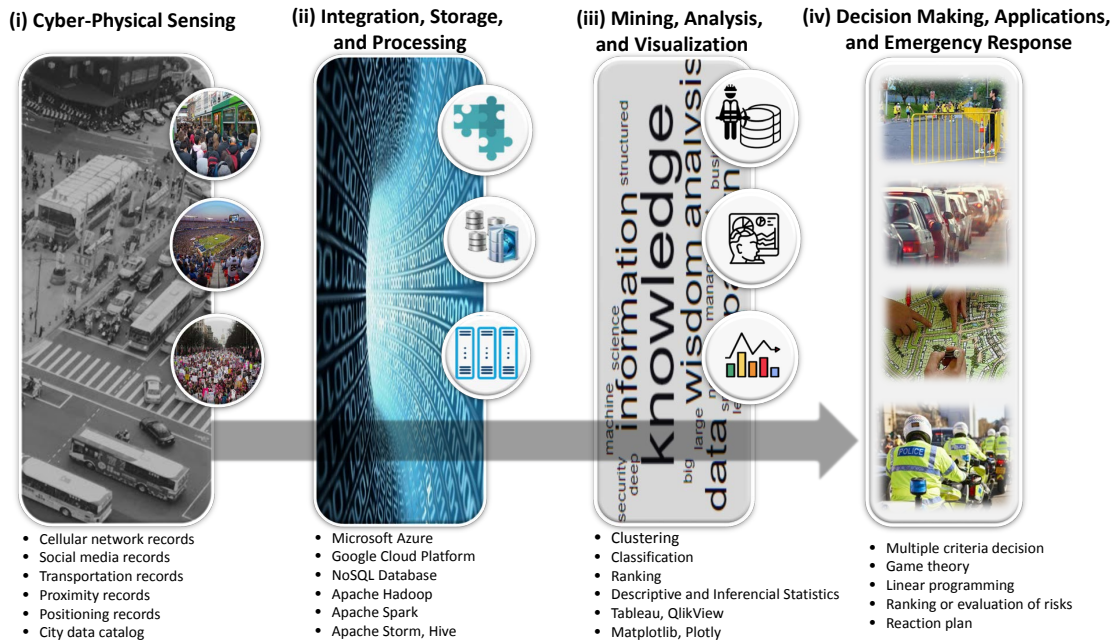 (i) Cyber-Physical Sensing
(ii) Integration, Storage,
and Processing
(iii) Mining, Analysis,
and Visualization
(iv) Decision Making, Applications,
and Emergency Response
security
deep
machine
science
information
structured
knowledge
big
large
wisdom
analysis
data
POLICE
• Cellular network records
• Social media records
• Transportation records
• Proximity records
• Positioning records
• City data catalog
• Microsoft Azure
• Google Cloud Platform
• NoSQL Database
• Apache Hadoop
• Apache Spark
• Apache Storm, Hive
• Clustering
• Classification
• Ranking
• Descriptive and Inferencial Statistics
• Tableau, QlikView
• Matplotlib, Plotly
• Multiple criteria decision
• Game theory
• Linear programming
• Ranking or evaluation of risks
• Reaction plan